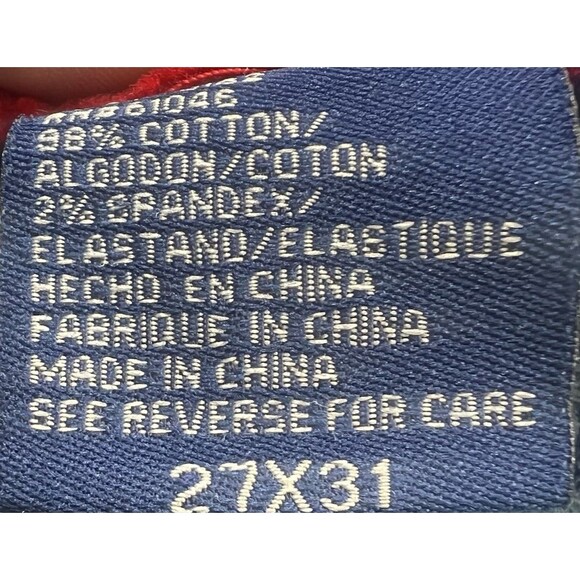 98% COTTON/
ALGODON/COTON
2% SPANDEX/
ELASTAND/ELASTIQUE
HECHO EN CHINA
FABRIQUE IN CHINA
MADE IN CHINA
SEE REVERSE FOR CARE
27X31